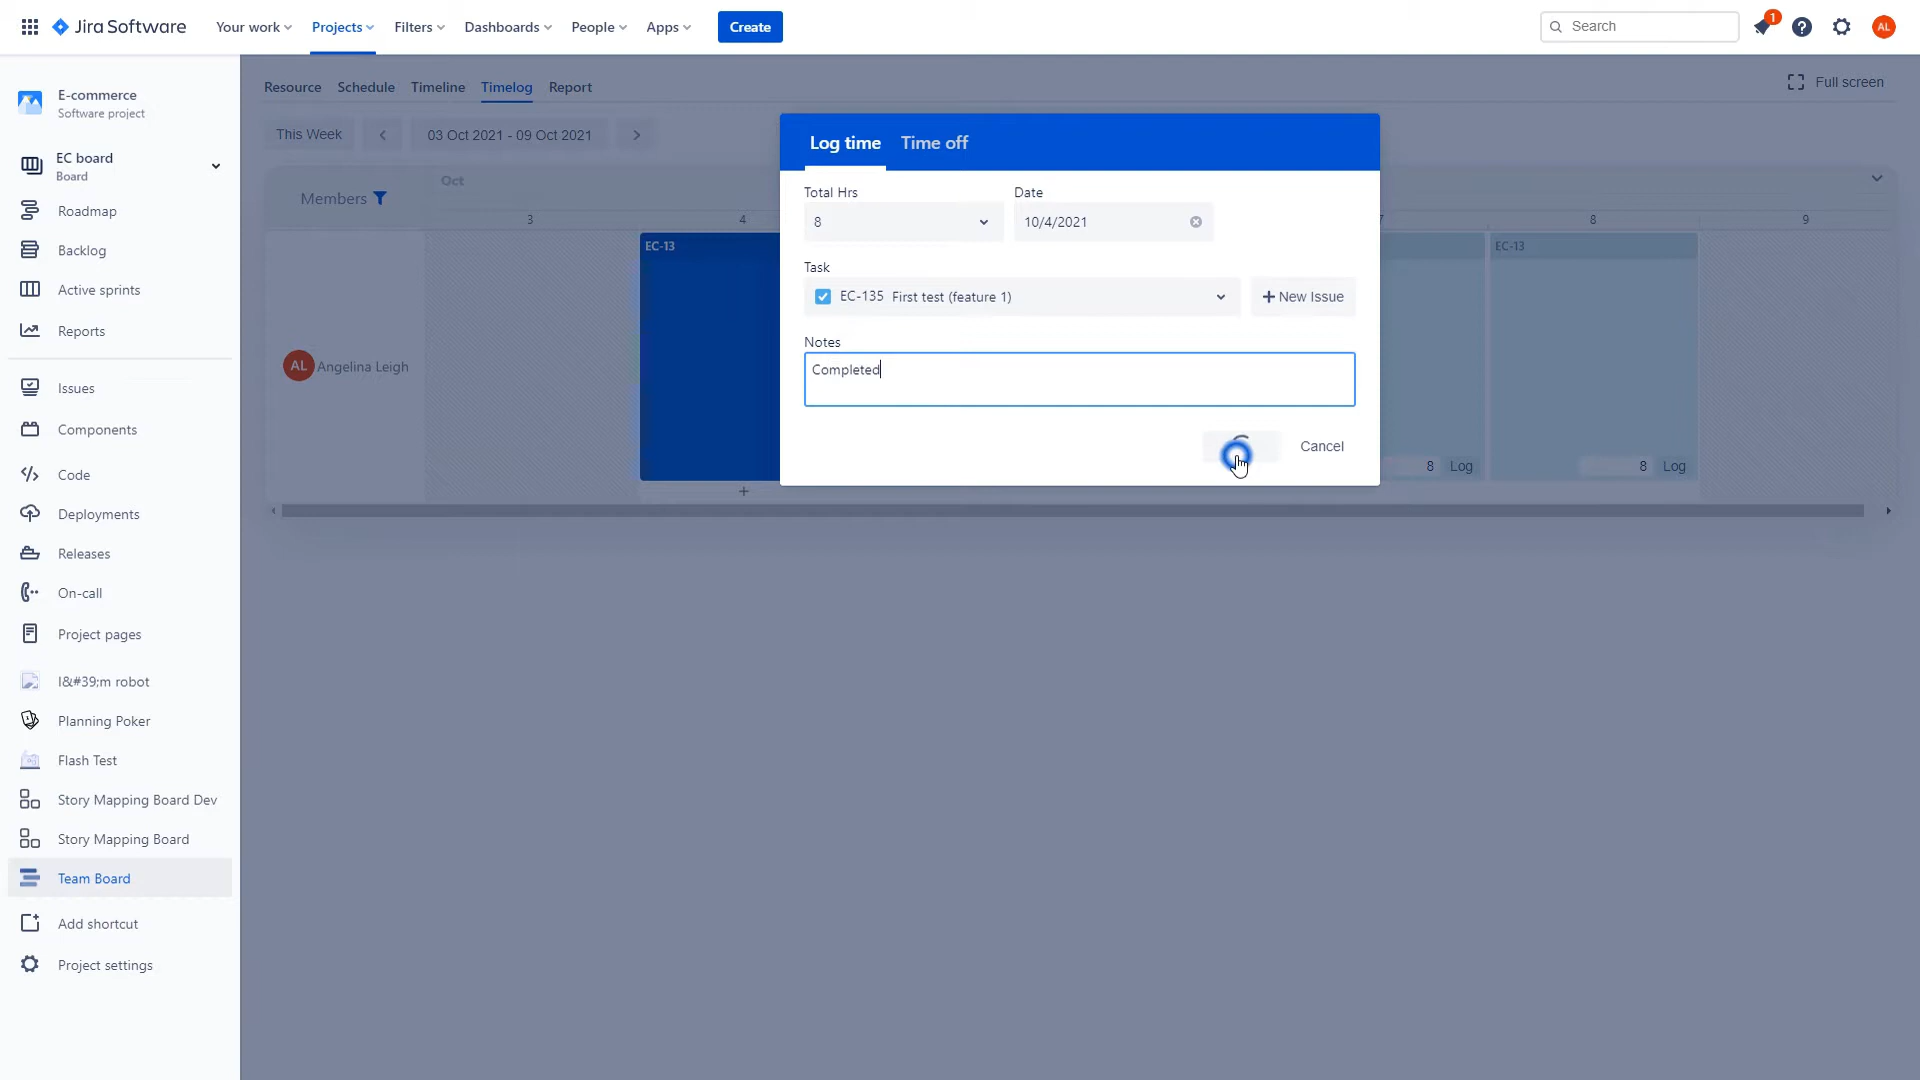 Jira Software
Your work
Projects
Filters
Dashboards
People
Apps
Create
Search
1
AL
E-commerce
Software project
EC board
Board
Roadmap
Backlog
Active sprints
Reports
Issues
Components
Code
Deployments
Releases
On-call
Project pages
I&#39;m robot
Planning Poker
Flash Test
Story Mapping Board Dev
Story Mapping Board
Team Board
Add shortcut
Project settings
Resource
Schedule
Timeline
Timelog
Report
Full screen
This Week
03 Oct 2021 - 09 Oct 2021
Members
Oct
3
4
7
8
9
AL Angelina Leigh
EC-13
EC-13
8 Log
8 Log
Log time
Time off
Total Hrs
Date
8
10/4/2021
Task
EC-135 First test (feature 1)
+ New Issue
Notes
Completed
Cancel